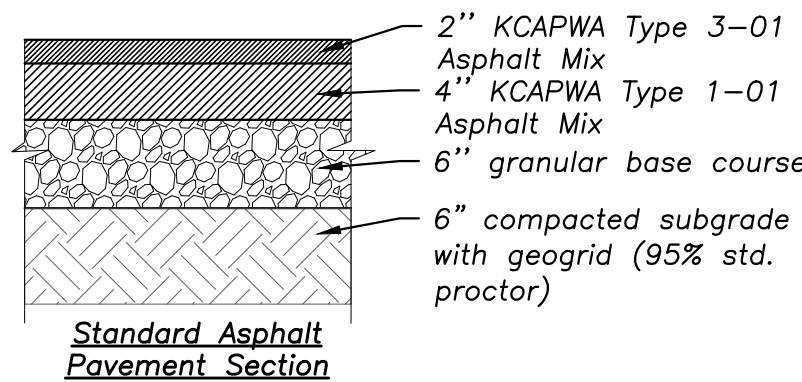 2’’ KCAPWA Type 3-01
Asphalt Mix
4’’ KCAPWA Type 1-01
Asphalt Mix
6’’ granular base course
6” compacted subgrade
with geogrid (95% std.
proctor)
Standard Asphalt
Pavement Section